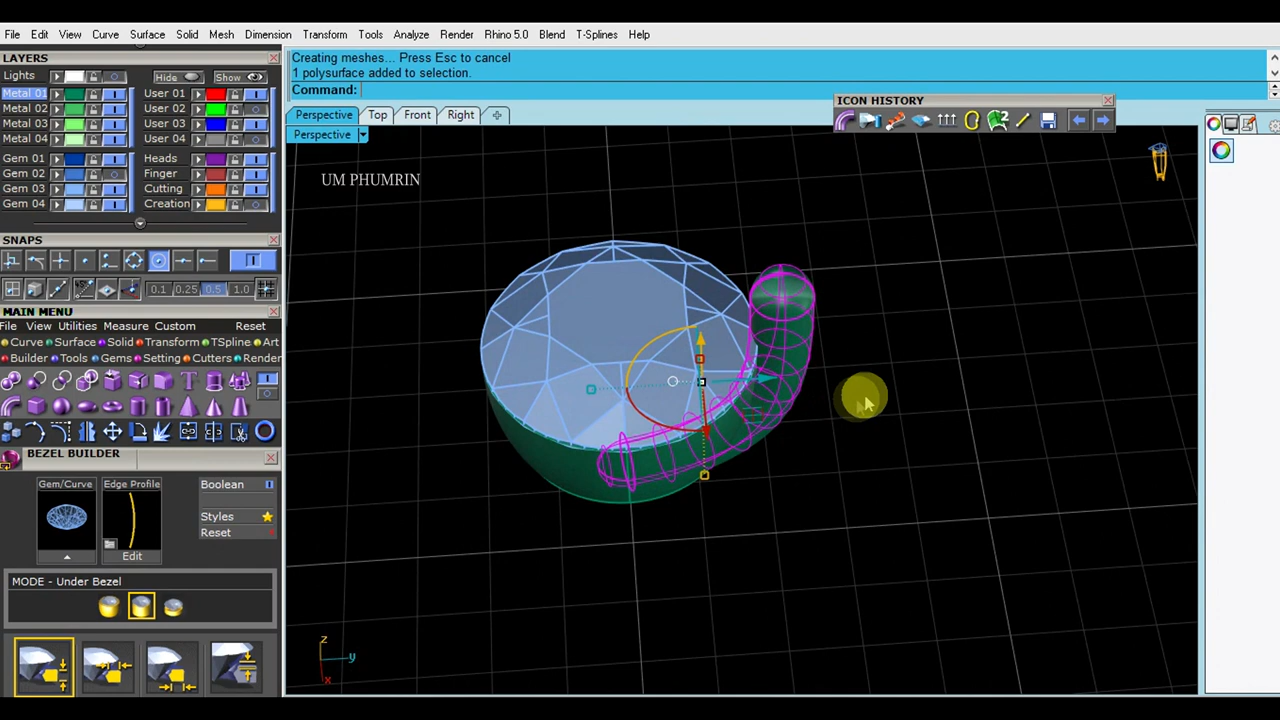 File Edit View Curve Surface Solid Mesh Dimension Transform Tools Analyze Render Rhino 5.0 Blend T-Splines Help
LAYERS
Lights Hide Show
Metal 01 User 01
Metal 02 User 02
Metal 03 User 03
Metal 04 User 04
Gem 01 Heads
Gem 02 Finger
Gem 03 Cutting
Gem 04 Creation
SNAPS
0.1 0.25 0.5 1.0
MAIN MENU
File View Utilities Measure Custom Reset
Curve Surface Solid Transform TSpline Art
Builder Tools Gems Setting Cutters Render
BEZEL BUILDER
Gem/Curve Edge Profile Boolean
Styles
Reset
Edit
MODE - Under Bezel
Creating meshes... Press Esc to cancel
1 polysurface added to selection.
Command:
Perspective Top Front Right
Perspective
ICON HISTORY
2
UM PHUMRIN
z
y
x